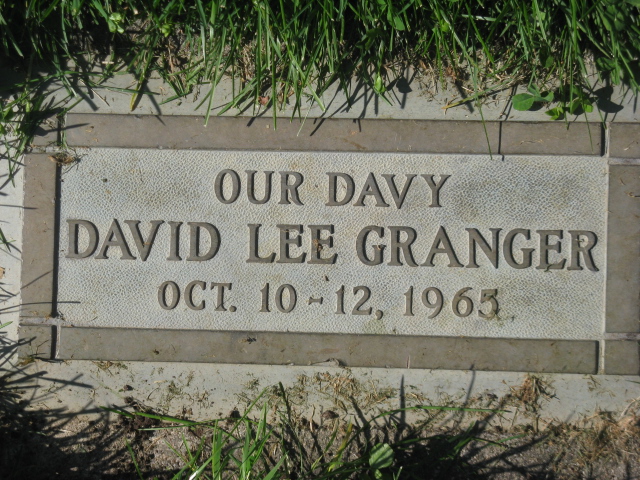 OUR DAVY
DAVID LEE GRANGER
OCT. 10 - 12, 1965